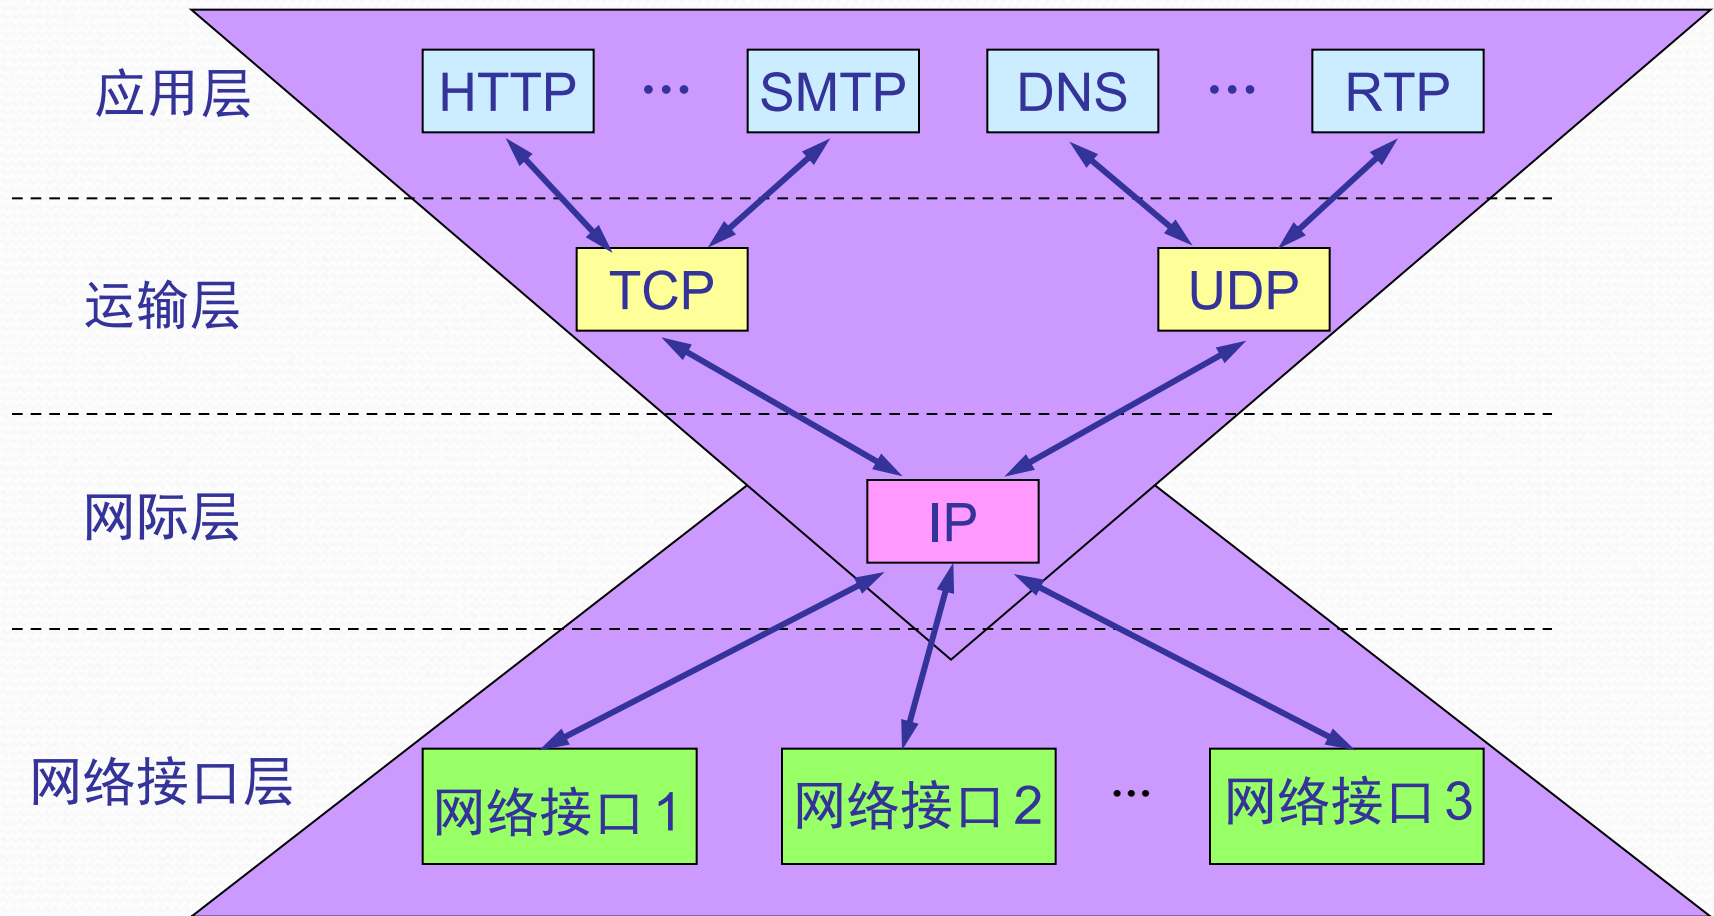 应用层
HTTP … SMTP DNS … RTP
运输层
TCP UDP
网际层
IP
网络接口层
网络接口1 网络接口2 … 网络接口3